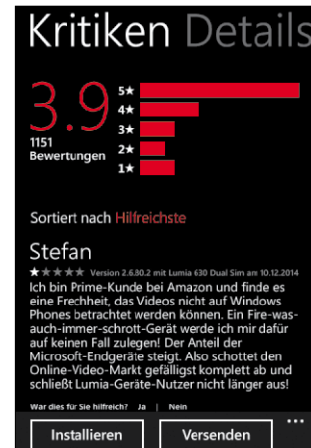 Kritiken Details
3.9
1151
Bewertungen
5★
4★
3★
2★
1★
Sortiert nach Hilfreichste
Stefan
★★★★★ Version 2.6.80.2 mit Lumia 630 Dual Sim am 10.12.2014
Ich bin Prime-Kunde bei Amazon und finde es
eine Frechheit, das Videos nicht auf Windows
Phones betrachtet werden können. Ein Fire-was-
auch-immer-schrott-Gerät werde ich mir dafür
auf keinen Fall zulegen! Der Anteil der
Microsoft-Endgeräte steigt. Also schottet den
Online-Video-Markt gefälligst komplett ab und
schließt Lumia-Geräte-Nutzer nicht länger aus!
War dies für Sie hilfreich? Ja | Nein
Installieren Versenden ...